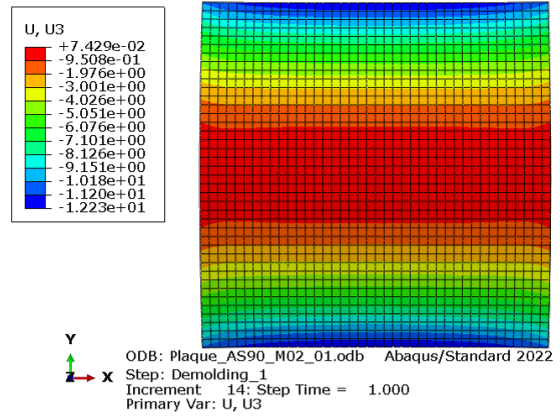 U, U3
+7.429e-02
-9.508e-01
-1.976e+00
-3.001e+00
-4.026e+00
-5.051e+00
-6.076e+00
-7.101e+00
-8.126e+00
-9.151e+00
-1.018e+01
-1.120e+01
-1.223e+01
Y
Z X
ODB: Plaque_AS90_M02_01.odb Abaqus/Standard 2022
Step: Demolding_1
Increment 14: Step Time = 1.000
Primary Var: U, U3